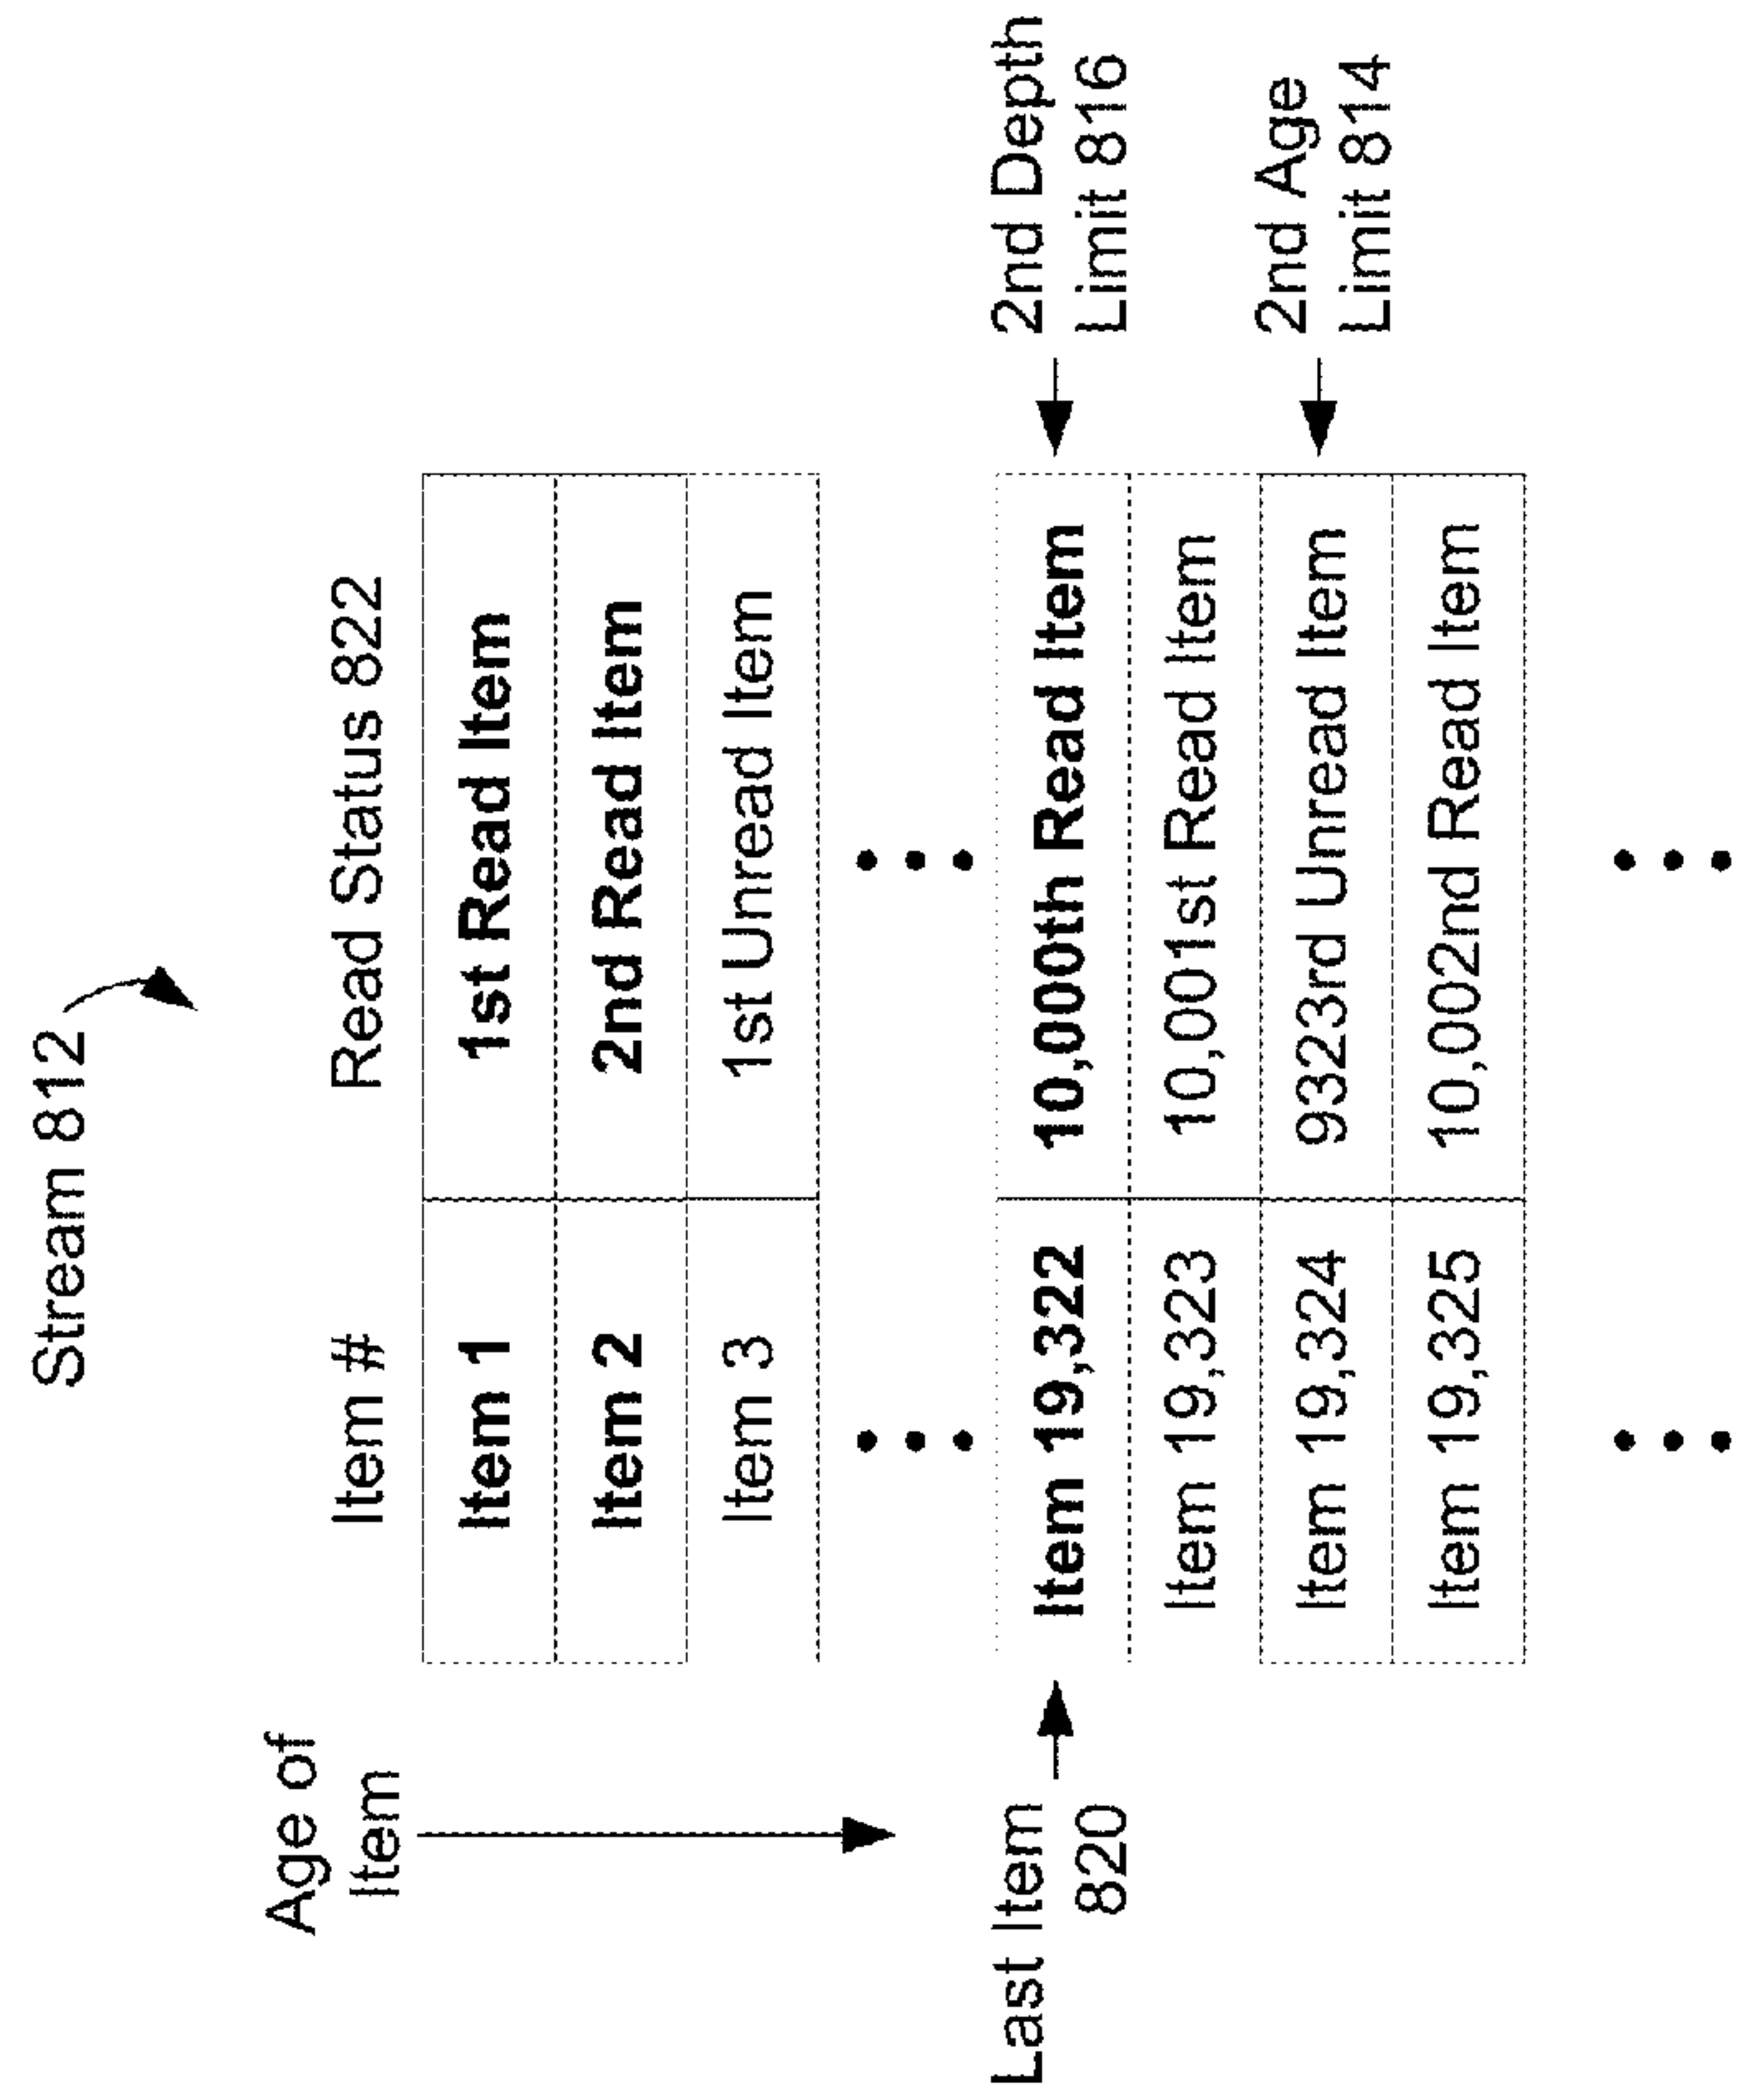 Stream 812
Age of
Item
Item # Read Status 822
Item 1 1st Read Item
Item 2 2nd Read Item
Item 3 1st Unread Item
Last Item
820
Item 19,322 10,000th Read Item
2nd Depth
Limit 816
Item 19,323 10,001st Read Item
Item 19,324 9323rd Unread Item
2nd Age
Limit 814
Item 19,325 10,002nd Read Item